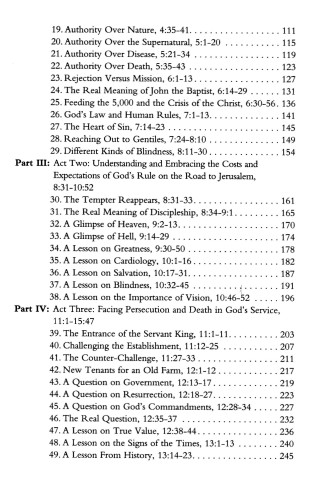 19. Authority Over Nature, 4:35-41. . . . . . . . . . . . . . . . . . 111
20. Authority Over the Supernatural, 5:1-20 . . . . . . . . . . . 115
21. Authority Over Disease, 5:21-34 . . . . . . . . . . . . . . . . . 119
22. Authority Over Death, 5:35-43 . . . . . . . . . . . . . . . . . . 123
23. Rejection Versus Mission, 6:1-13 . . . . . . . . . . . . . . . . . 127
24. The Real Meaning of John the Baptist, 6:14-29 . . . . . . 131
25. Feeding the 5,000 and the Crisis of the Christ, 6:30-56. 136
26. God's Law and Human Rules, 7:1-13. . . . . . . . . . . . . . 141
27. The Heart of Sin, 7:14-23 . . . . . . . . . . . . . . . . . . . . . . 145
28. Reaching Out to Gentiles, 7:24-8:10 . . . . . . . . . . . . . . 149
29. Different Kinds of Blindness, 8:11-30 . . . . . . . . . . . . . . 154
Part III: Act Two: Understanding and Embracing the Costs and
Expectations of God's Rule on the Road to Jerusalem,
8:31-10:52
30. The Tempter Reappears, 8:31-33. . . . . . . . . . . . . . . . . 161
31. The Real Meaning of Discipleship, 8:34-9:1. . . . . . . . . 165
32. A Glimpse of Heaven, 9:2-13 . . . . . . . . . . . . . . . . . . . 170
33. A Glimpse of Hell, 9:14-29 . . . . . . . . . . . . . . . . . . . . . 174
34. A Lesson on Greatness, 9:30-50 . . . . . . . . . . . . . . . . . 178
35. A Lesson on Cardiology, 10:1-16 . . . . . . . . . . . . . . . . . 182
36. A Lesson on Salvation, 10:17-31. . . . . . . . . . . . . . . . . . 187
37. A Lesson on Blindness, 10:32-45 . . . . . . . . . . . . . . . . . 191
38. A Lesson on the Importance of Vision, 10:46-52 . . . . . 196
Part IV: Act Three: Facing Persecution and Death in God's Service,
11:1-15:47
39. The Entrance of the Servant King, 11:1-11. . . . . . . . . . 203
40. Challenging the Establishment, 11:12-25 . . . . . . . . . . 207
41. The Counter-Challenge, 11:27-33 . . . . . . . . . . . . . . . . 211
42. New Tenants for an Old Farm, 12:1-12 . . . . . . . . . . . . 217
43. A Question on Government, 12:13-17. . . . . . . . . . . . . 219
44. A Question on Resurrection, 12:18-27. . . . . . . . . . . . . 223
45. A Question on God's Commandments, 12:28-34 . . . . . 227
46. The Real Question, 12:35-37 . . . . . . . . . . . . . . . . . . . 232
47. A Lesson on True Value, 12:38-44. . . . . . . . . . . . . . . . 236
48. A Lesson on the Signs of the Times, 13:1-13 . . . . . . . . 240
49. A Lesson From History, 13:14-23. . . . . . . . . . . . . . . . . 245